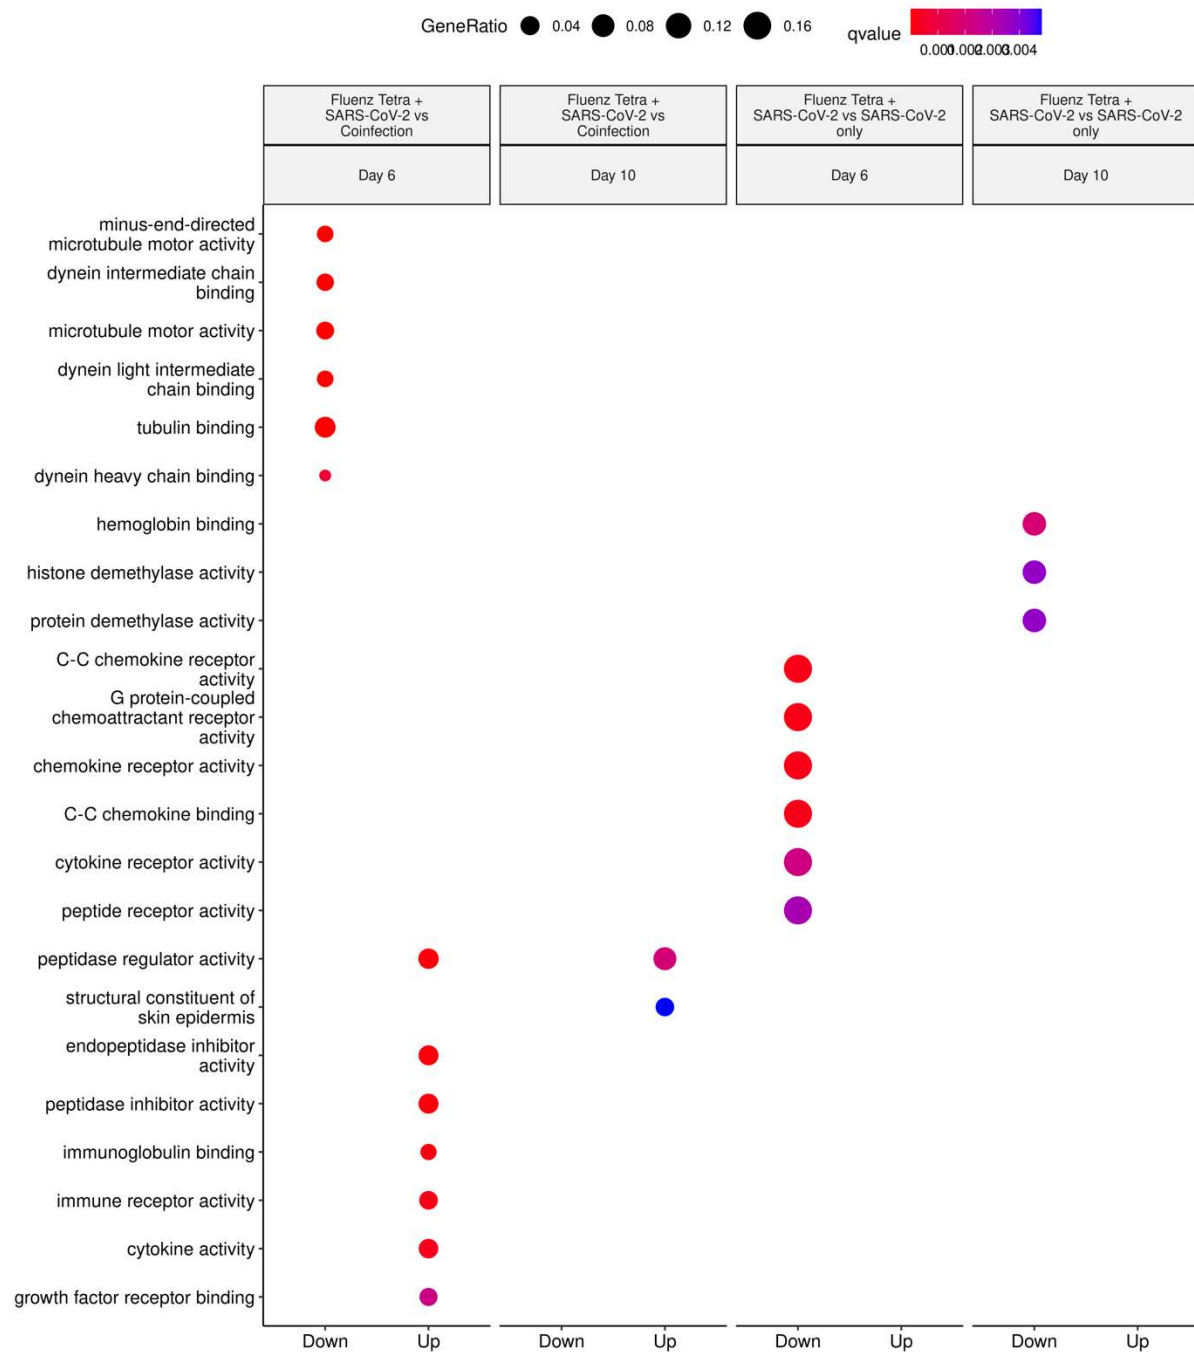 GeneRatio 0.04 0.08 0.12 0.16
qvalue 0.001 0.002 0.003 0.004
Fluenz Tetra +
SARS-CoV-2 vs
Coinfection
Fluenz Tetra +
SARS-CoV-2 vs
Coinfection
Fluenz Tetra +
SARS-CoV-2 vs SARS-CoV-2
only
Fluenz Tetra +
SARS-CoV-2 vs SARS-CoV-2
only
Day 6
Day 10
Day 6
Day 10
minus-end-directed
microtubule motor activity
dynein intermediate chain
binding
microtubule motor activity
dynein light intermediate
chain binding
tubulin binding
dynein heavy chain binding
hemoglobin binding
histone demethylase activity
protein demethylase activity
C-C chemokine receptor
activity
G protein-coupled
chemoattractant receptor
activity
chemokine receptor activity
C-C chemokine binding
cytokine receptor activity
peptide receptor activity
peptidase regulator activity
structural constituent of
skin epidermis
endopeptidase inhibitor
activity
peptidase inhibitor activity
immunoglobulin binding
immune receptor activity
cytokine activity
growth factor receptor binding
Down Up Down Up Down Up Down Up